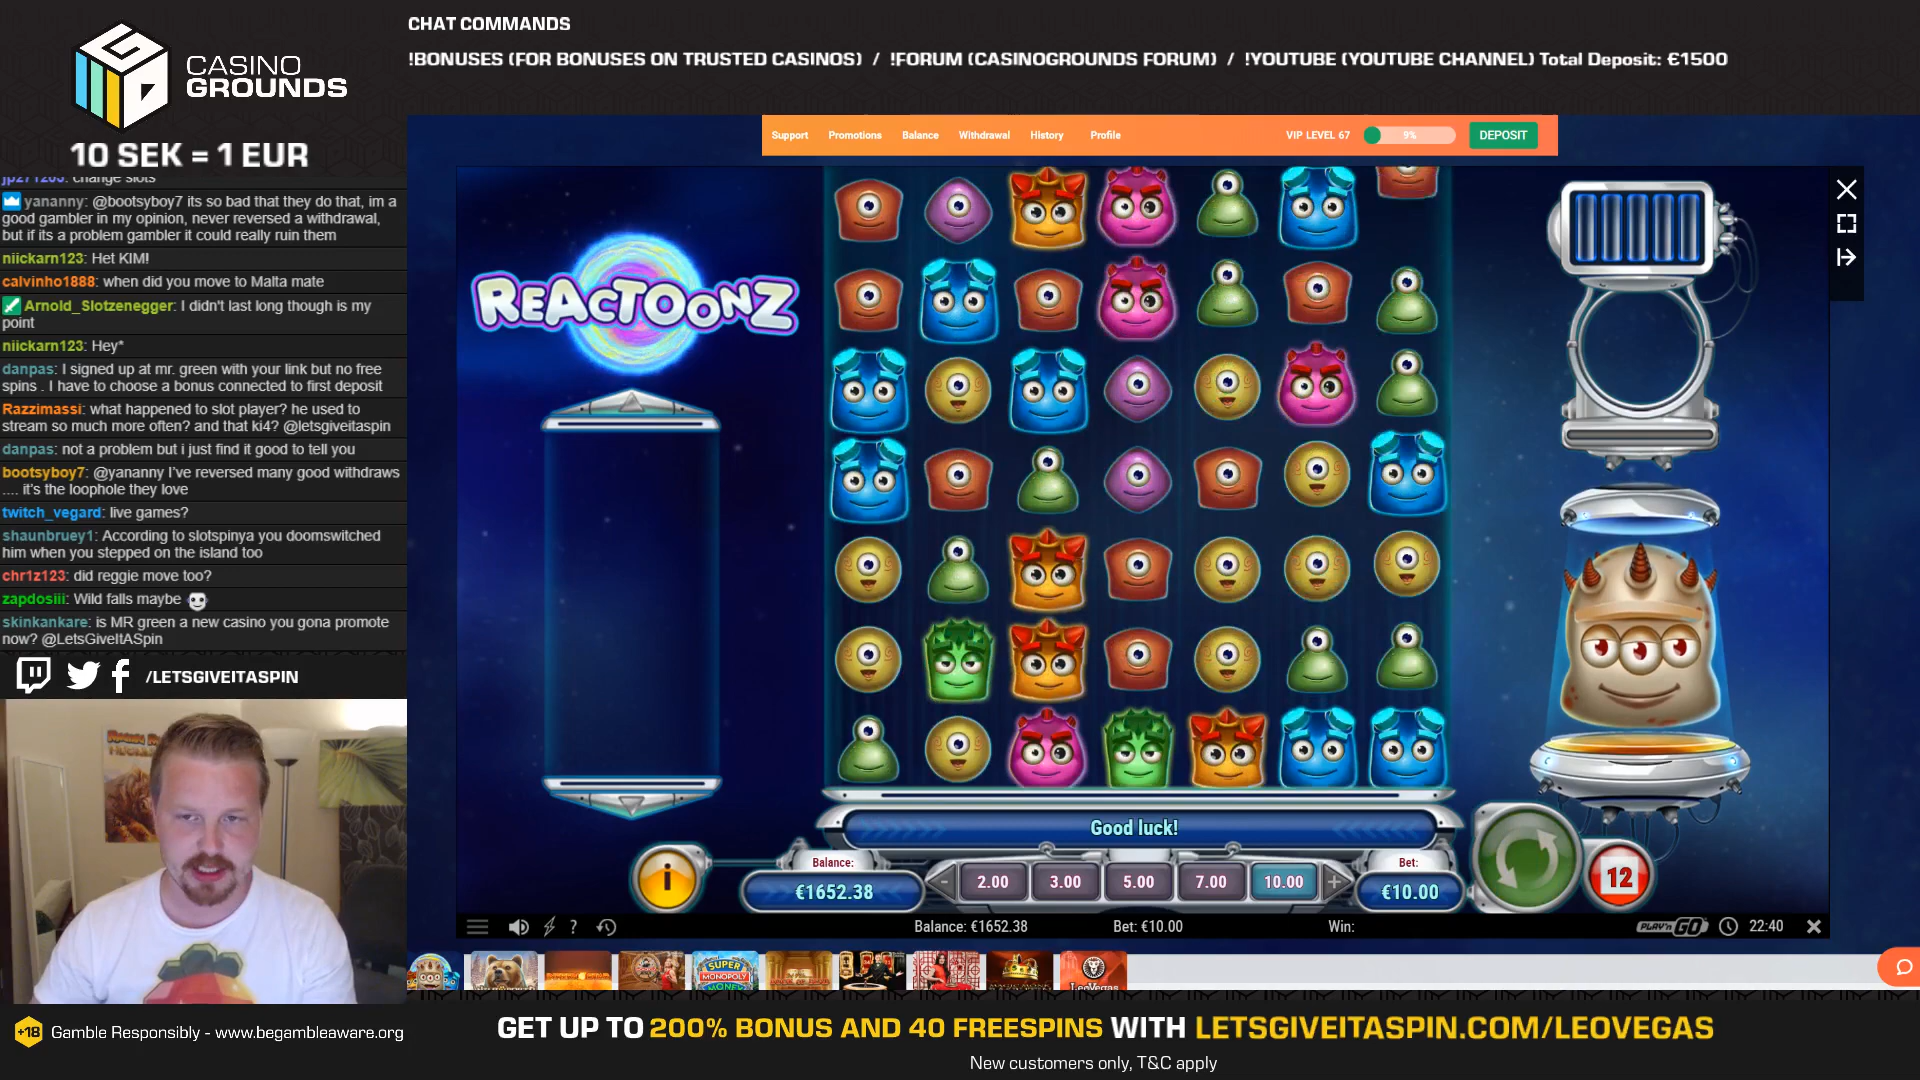 CHAT COMMANDS
!BONUSES (FOR BONUSES ON TRUSTED CASINOS) / !FORUM (CASINOGROUNDS FORUM) / !YOUTUBE (YOUTUBE CHANNEL) Total Deposit: €1500
CASINO
GROUNDS
10 SEK = 1 EUR
jp271203: change slots
yananny: @bootsyboy7 its so bad that they do that, im a
good gambler in my opinion, never reversed a withdrawal,
but if its a problem gambler it could really ruin them
niickarn123: Het KIM!
calvinho1888: when did you move to Malta mate
Arnold_Slotzenegger: I didn't last long though is my
point
niickarn123: Hey*
danpas: I signed up at mr. green with your link but no free
spins . I have to choose a bonus connected to first deposit
Razzimassi: what happened to slot player? he used to
stream so much more often? and that ki4? @letsgiveitaspin
danpas: not a problem but i just find it good to tell you
bootsyboy7: @yananny I've reversed many good withdraws
.... it's the loophole they love
twitch_vegard: live games?
shaunbruey1: According to slotspinya you doomswitched
him when you stepped on the island too
chr1z123: did reggie move too?
zapdosiii: Wild falls maybe
skinkankare: is MR green a new casino you gona promote
now? @LetsGiveItASpin
/LETSGIVEITASPIN
Support Promotions Balance Withdrawal History Profile VIP LEVEL 67 9% DEPOSIT
REACTOONZ
Good luck!
Balance:
€1652.38
- 2.00 3.00 5.00 7.00 10.00 +
Bet:
€10.00
12
? Balance: €1652.38 Bet: €10.00 Win: PLAY'n GO 22:40
SUPER
MONOPOLY
MONEY
LeoVegas
+18 Gamble Responsibly - www.begambleaware.org
GET UP TO 200% BONUS AND 40 FREESPINS WITH LETSGIVEITASPIN.COM/LEOVEGAS
New customers only, T&C apply